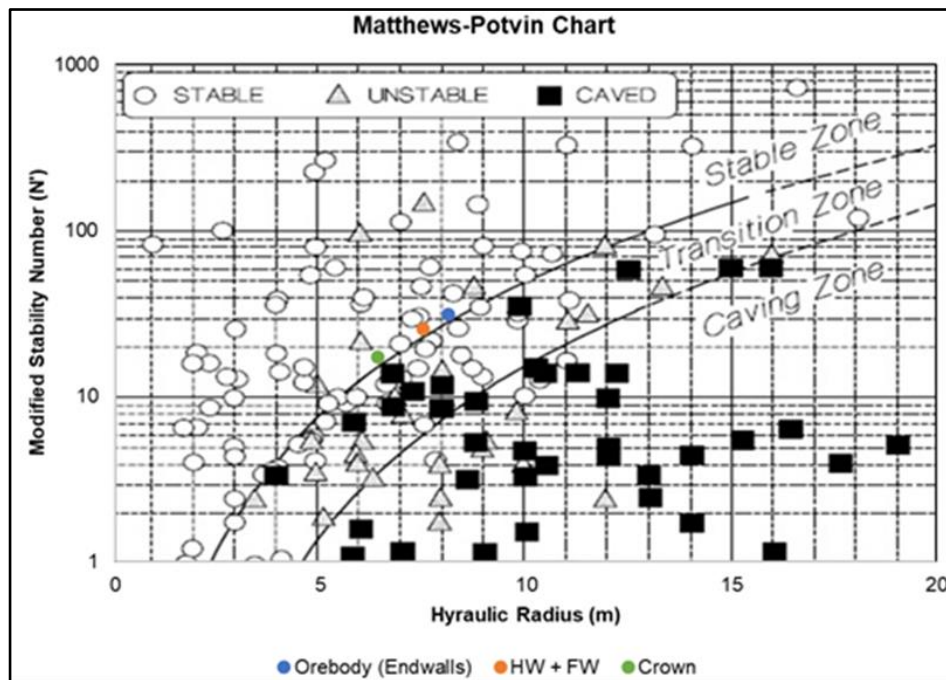 Matthews-Potvin Chart
1000
STABLE UNSTABLE CAVED
Stable Zone
Transition Zone
Caving Zone
100
10
1
Modified Stability Number (N')
0 5 10 15 20
Hyraulic Radius (m)
Orebody (Endwalls) HW + FW Crown